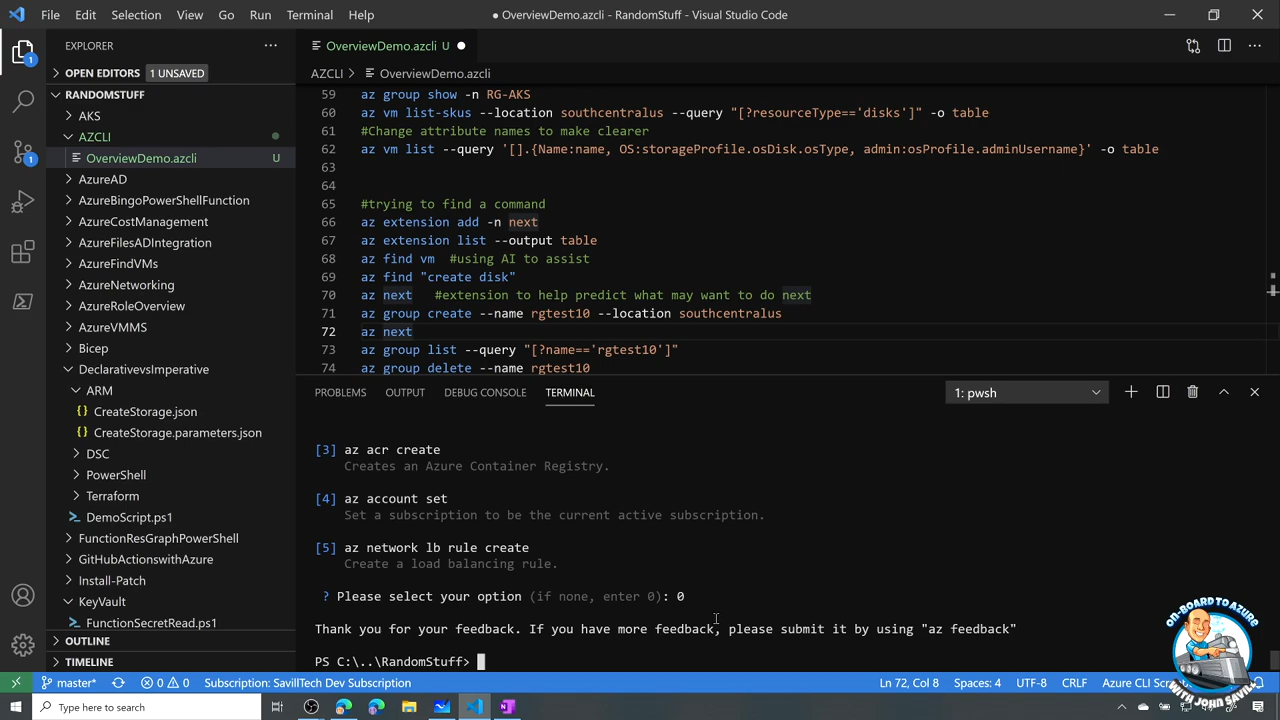 File Edit Selection View Go Run Terminal Help
● OverviewDemo.azcli - RandomStuff - Visual Studio Code
EXPLORER
OverviewDemo.azcli U
OPEN EDITORS 1 UNSAVED
AZCLI > OverviewDemo.azcli
RANDOMSTUFF
AKS
AZCLI
OverviewDemo.azcli U
AzureAD
AzureBingoPowerShellFunction
AzureCostManagement
AzureFilesADIntegration
AzureFindVMs
AzureNetworking
AzureRoleOverview
AzureVMMS
Bicep
DeclarativevsImperative
ARM
CreateStorage.json
CreateStorage.parameters.json
DSC
PowerShell
Terraform
DemoScript.ps1
FunctionResGraphPowerShell
GitHubActionswithAzure
Install-Patch
KeyVault
FunctionSecretRead.ps1
OUTLINE
TIMELINE
59 az group show -n RG-AKS
60 az vm list-skus --location southcentralus --query "[?resourceType=='disks']" -o table
61 #Change attribute names to make clearer
62 az vm list --query '[].{Name:name, OS:storageProfile.osDisk.osType, admin:osProfile.adminUsername}' -o table
63
64
65 #trying to find a command
66 az extension add -n next
67 az extension list --output table
68 az find vm #using AI to assist
69 az find "create disk"
70 az next #extension to help predict what may want to do next
71 az group create --name rgtest10 --location southcentralus
72 az next
73 az group list --query "[?name=='rgtest10']"
74 az group delete --name rgtest10
PROBLEMS OUTPUT DEBUG CONSOLE TERMINAL
1: pwsh
[3] az acr create
Creates an Azure Container Registry.
[4] az account set
Set a subscription to be the current active subscription.
[5] az network lb rule create
Create a load balancing rule.
? Please select your option (if none, enter 0): 0
Thank you for your feedback. If you have more feedback, please submit it by using "az feedback"
PS C:\..\RandomStuff>
ON-BOARD TO AZURE
WITH JOHN SAVILL
master* 0 0 Subscription: SavillTech Dev Subscription
Ln 72, Col 8 Spaces: 4 UTF-8 CRLF Azure CLI Scr
Type here to search